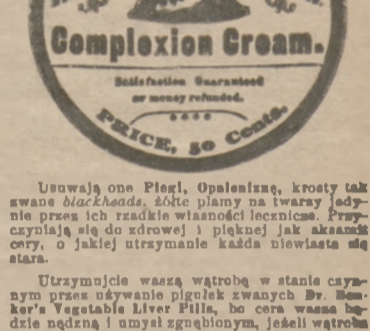 Complexion Cream.
Satisfaction Guaranteed
or money refunded.
PRICE, 50 Cents.
Usuwają one Piegi, Opaleniznę, krosty tak
zwane blackheads, żółte plamy na twarzy jedy-
nie przez ich rzadkie własności lecznicze. Przy-
czyniają się do zdrowej i pięknej jak aksamit
cery, o jakiej utrzymanie każda niewiasta się
stara.
Utrzymujcie waszą wątrobę w stanie czyn-
nym przez używanie pigułek zwanych Dr.
ker's Vegetable Liver Pills, bo cera wasza bę-
dzie nędzną i umysł zgnębionym, jeżeli wątroba